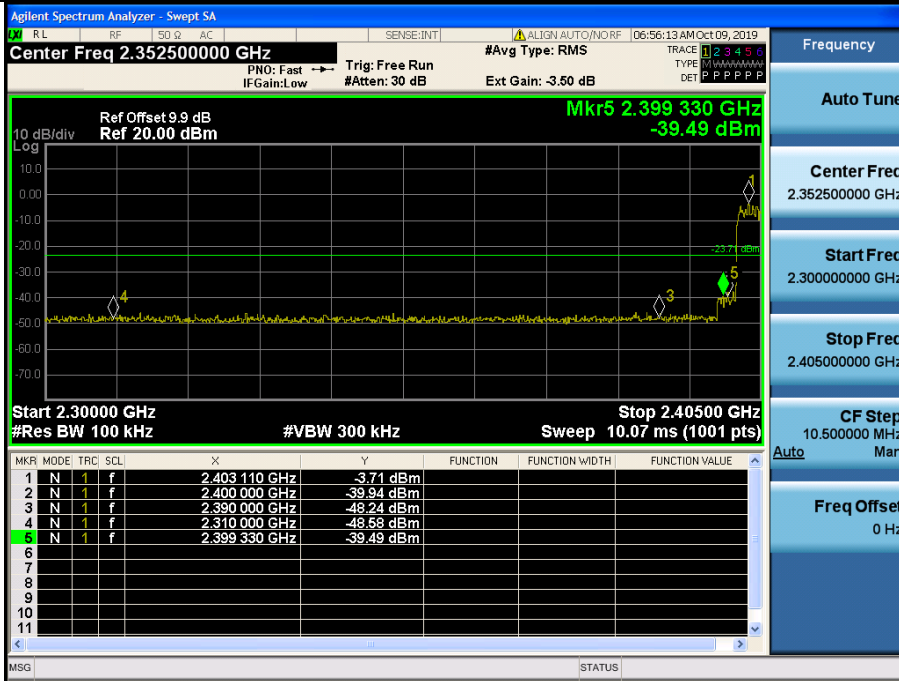 Agilent Spectrum Analyzer - Swept SA
LXI RL RF 50 Ω AC SENSE:INT ALIGN AUTO/NO RF 06:56:13 AM Oct 09, 2019
Center Freq 2.352500000 GHz #Avg Type: RMS TRACE 1 2 3 4 5 6
PNO: Fast Trig: Free Run TYPE M WWWWW
IFGain:Low #Atten: 30 dB Ext Gain: -3.50 dB DET P P P P P P
Mkr5 2.399 330 GHz
-39.49 dBm
Ref Offset 9.9 dB
10 dB/div Ref 20.00 dBm
Log
10.0
0.00
-10.0
-20.0
-30.0
-40.0
-50.0
-60.0
-70.0
1
-23.71 dBm
5
3
4
Start 2.30000 GHz Stop 2.40500 GHz
#Res BW 100 kHz #VBW 300 kHz Sweep 10.07 ms (1001 pts)
MKR MODE TRC SCL X Y FUNCTION FUNCTION WIDTH FUNCTION VALUE
1 N 1 f 2.403 110 GHz -3.71 dBm
2 N 1 f 2.400 000 GHz -39.94 dBm
3 N 1 f 2.390 000 GHz -48.24 dBm
4 N 1 f 2.310 000 GHz -48.58 dBm
5 N 1 f 2.399 330 GHz -39.49 dBm
6
7
8
9
10
11
MSG STATUS
Frequency
Auto Tune
Center Freq
2.352500000 GHz
Start Freq
2.300000000 GHz
Stop Freq
2.405000000 GHz
CF Step
10.500000 MHz
Auto Man
Freq Offset
0 Hz